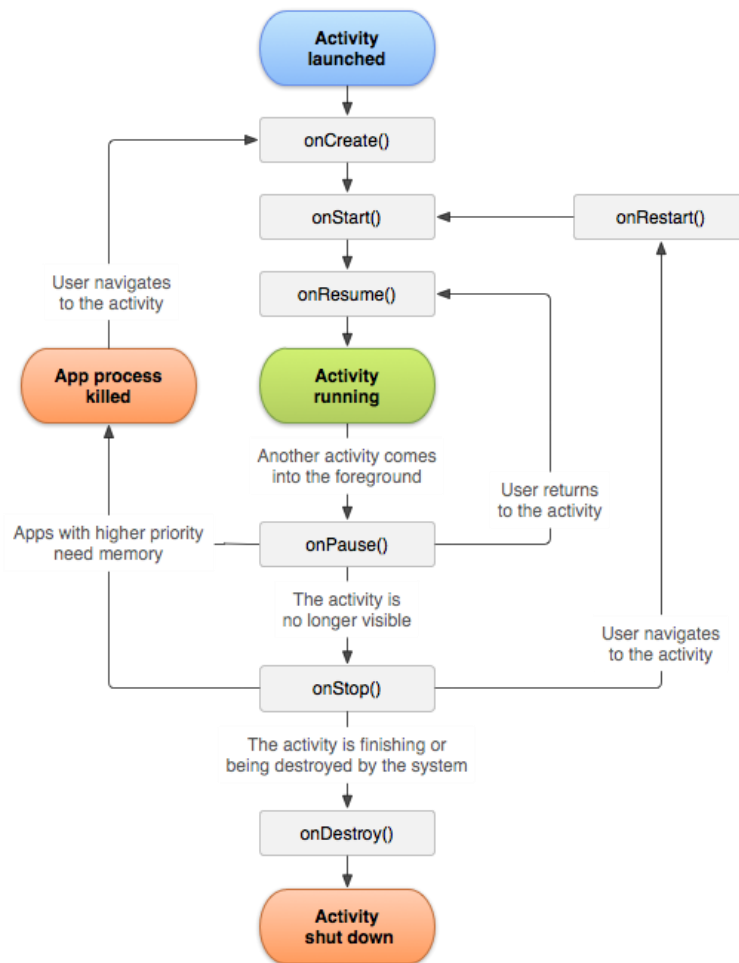 Activity
launched
onCreate()
onStart()
onRestart()
User navigates
to the activity
onResume()
App process
killed
Activity
running
Another activity comes
into the foreground
User returns
to the activity
Apps with higher priority
need memory
onPause()
The activity is
no longer visible
User navigates
to the activity
onStop()
The activity is finishing or
being destroyed by the system
onDestroy()
Activity
shut down